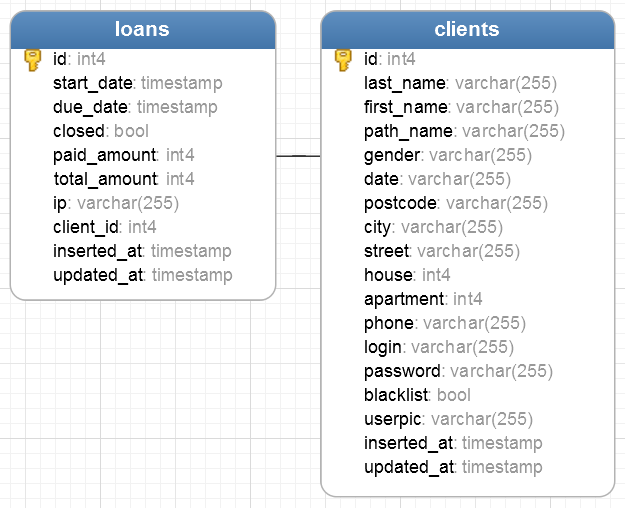 loans
id: int4
start_date: timestamp
due_date: timestamp
closed: bool
paid_amount: int4
total_amount: int4
ip: varchar(255)
client_id: int4
inserted_at: timestamp
updated_at: timestamp
clients
id: int4
last_name: varchar(255)
first_name: varchar(255)
path_name: varchar(255)
gender: varchar(255)
date: varchar(255)
postcode: varchar(255)
city: varchar(255)
street: varchar(255)
house: int4
apartment: int4
phone: varchar(255)
login: varchar(255)
password: varchar(255)
blacklist: bool
userpic: varchar(255)
inserted_at: timestamp
updated_at: timestamp